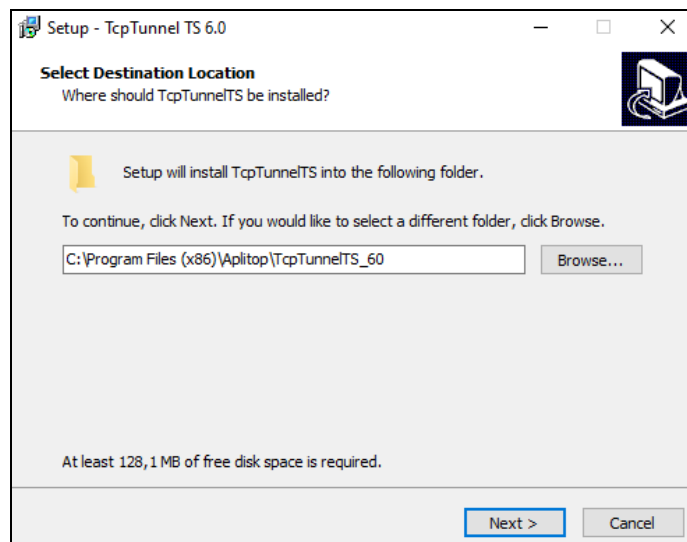 Setup - TcpTunnel TS 6.0
Select Destination Location
Where should TcpTunnelTS be installed?
Setup will install TcpTunnelTS into the following folder.
To continue, click Next. If you would like to select a different folder, click Browse.
C:\Program Files (x86)\Aplitop\TcpTunnelTS_60
Browse...
At least 128,1 MB of free disk space is required.
Next >
Cancel